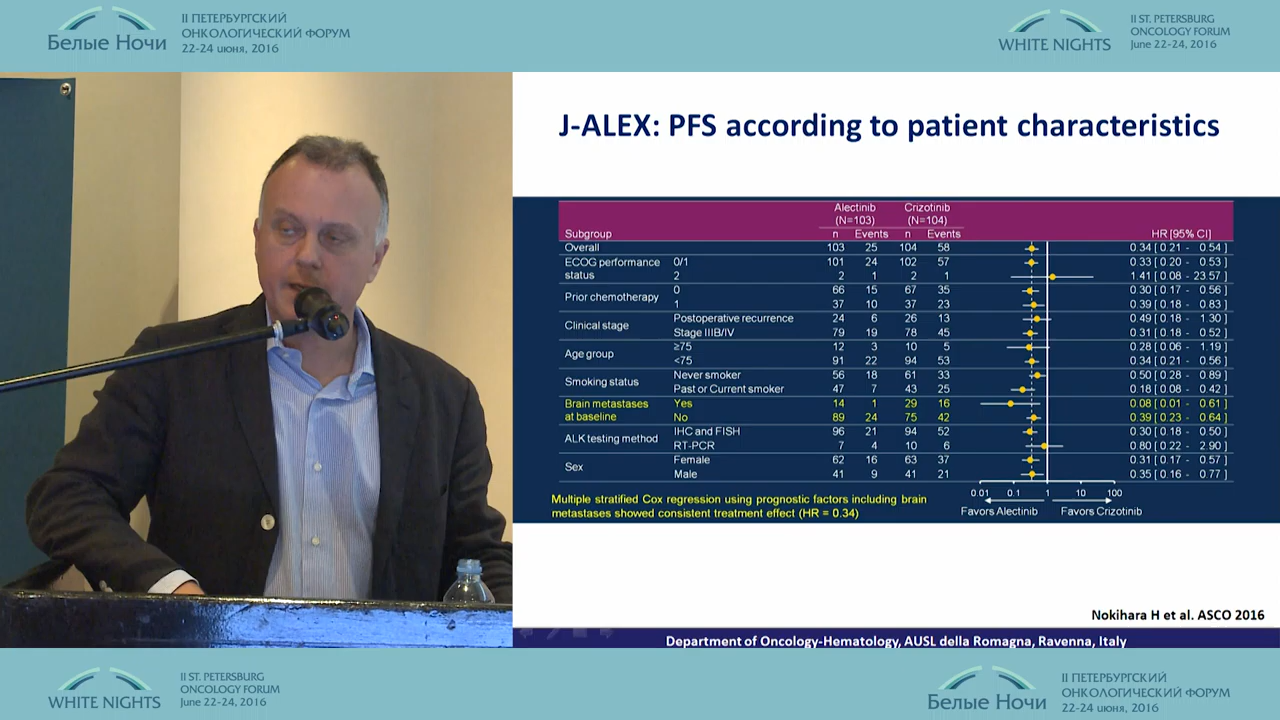 II ПЕТЕРБУРГСКИЙ
ОНКОЛОГИЧЕСКИЙ ФОРУМ
Белые Ночи
22-24 июня, 2016
II ST. PETERSBURG
ONCOLOGY FORUM
WHITE NIGHTS
June 22-24, 2016
J-ALEX: PFS according to patient characteristics
Alectinib Crizotinib
(N=103) (N=104)
Subgroup n Events n Events HR [95% CI]
Overall 103 25 104 58 0.34 [ 0.21 - 0.54 ]
ECOG performance status 0/1 101 24 102 57 0.33 [ 0.20 - 0.53 ]
2 2 1 2 1 1.41 [ 0.08 - 23.57 ]
Prior chemotherapy 0 66 15 67 35 0.30 [ 0.17 - 0.56 ]
1 37 10 37 23 0.39 [ 0.18 - 0.83 ]
Clinical stage Postoperative recurrence 24 6 26 13 0.49 [ 0.18 - 1.30 ]
Stage IIIB/IV 79 19 78 45 0.31 [ 0.18 - 0.52 ]
Age group ≥75 12 3 10 5 0.28 [ 0.06 - 1.19 ]
<75 91 22 94 53 0.34 [ 0.21 - 0.56 ]
Smoking status Never smoker 56 18 61 33 0.50 [ 0.28 - 0.89 ]
Past or Current smoker 47 7 43 25 0.18 [ 0.08 - 0.42 ]
Brain metastases at baseline Yes 14 1 29 16 0.08 [ 0.01 - 0.61 ]
No 89 24 75 42 0.39 [ 0.23 - 0.64 ]
ALK testing method IHC and FISH 96 21 94 52 0.30 [ 0.18 - 0.50 ]
RT-PCR 7 4 10 6 0.80 [ 0.22 - 2.90 ]
Sex Female 62 16 63 37 0.31 [ 0.17 - 0.57 ]
Male 41 9 41 21 0.35 [ 0.16 - 0.77 ]
0.01 0.1 1 10 100
Favors Alectinib Favors Crizotinib
Multiple stratified Cox regression using prognostic factors including brain
metastases showed consistent treatment effect (HR = 0.34)
Nokihara H et al. ASCO 2016
Department of Oncology-Hematology, AUSL della Romagna, Ravenna, Italy
WHITE NIGHTS
II ST. PETERSBURG
ONCOLOGY FORUM
June 22-24, 2016
Белые Ночи
II ПЕТЕРБУРГСКИЙ
ОНКОЛОГИЧЕСКИЙ ФОРУМ
22-24 июня, 2016